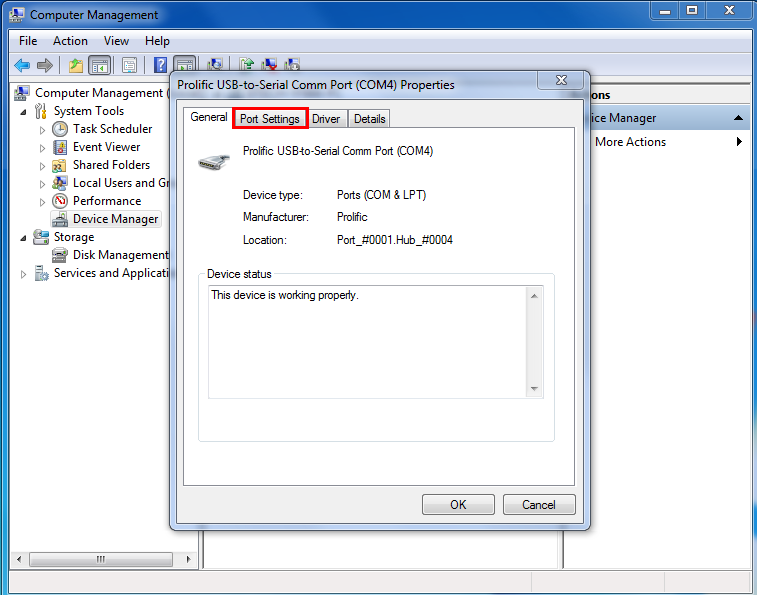 Computer Management
File Action View Help
Prolific USB-to-Serial Comm Port (COM4) Properties
Computer Management (
System Tools
Task Scheduler
Event Viewer
Shared Folders
Local Users and Gr
Performance
Device Manager
Storage
Disk Management
Services and Applicati
General Port Settings Driver Details
Prolific USB-to-Serial Comm Port (COM4)
Device type: Ports (COM & LPT)
Manufacturer: Prolific
Location: Port_#0001.Hub_#0004
Device status
This device is working properly.
OK Cancel
ons
ice Manager
More Actions